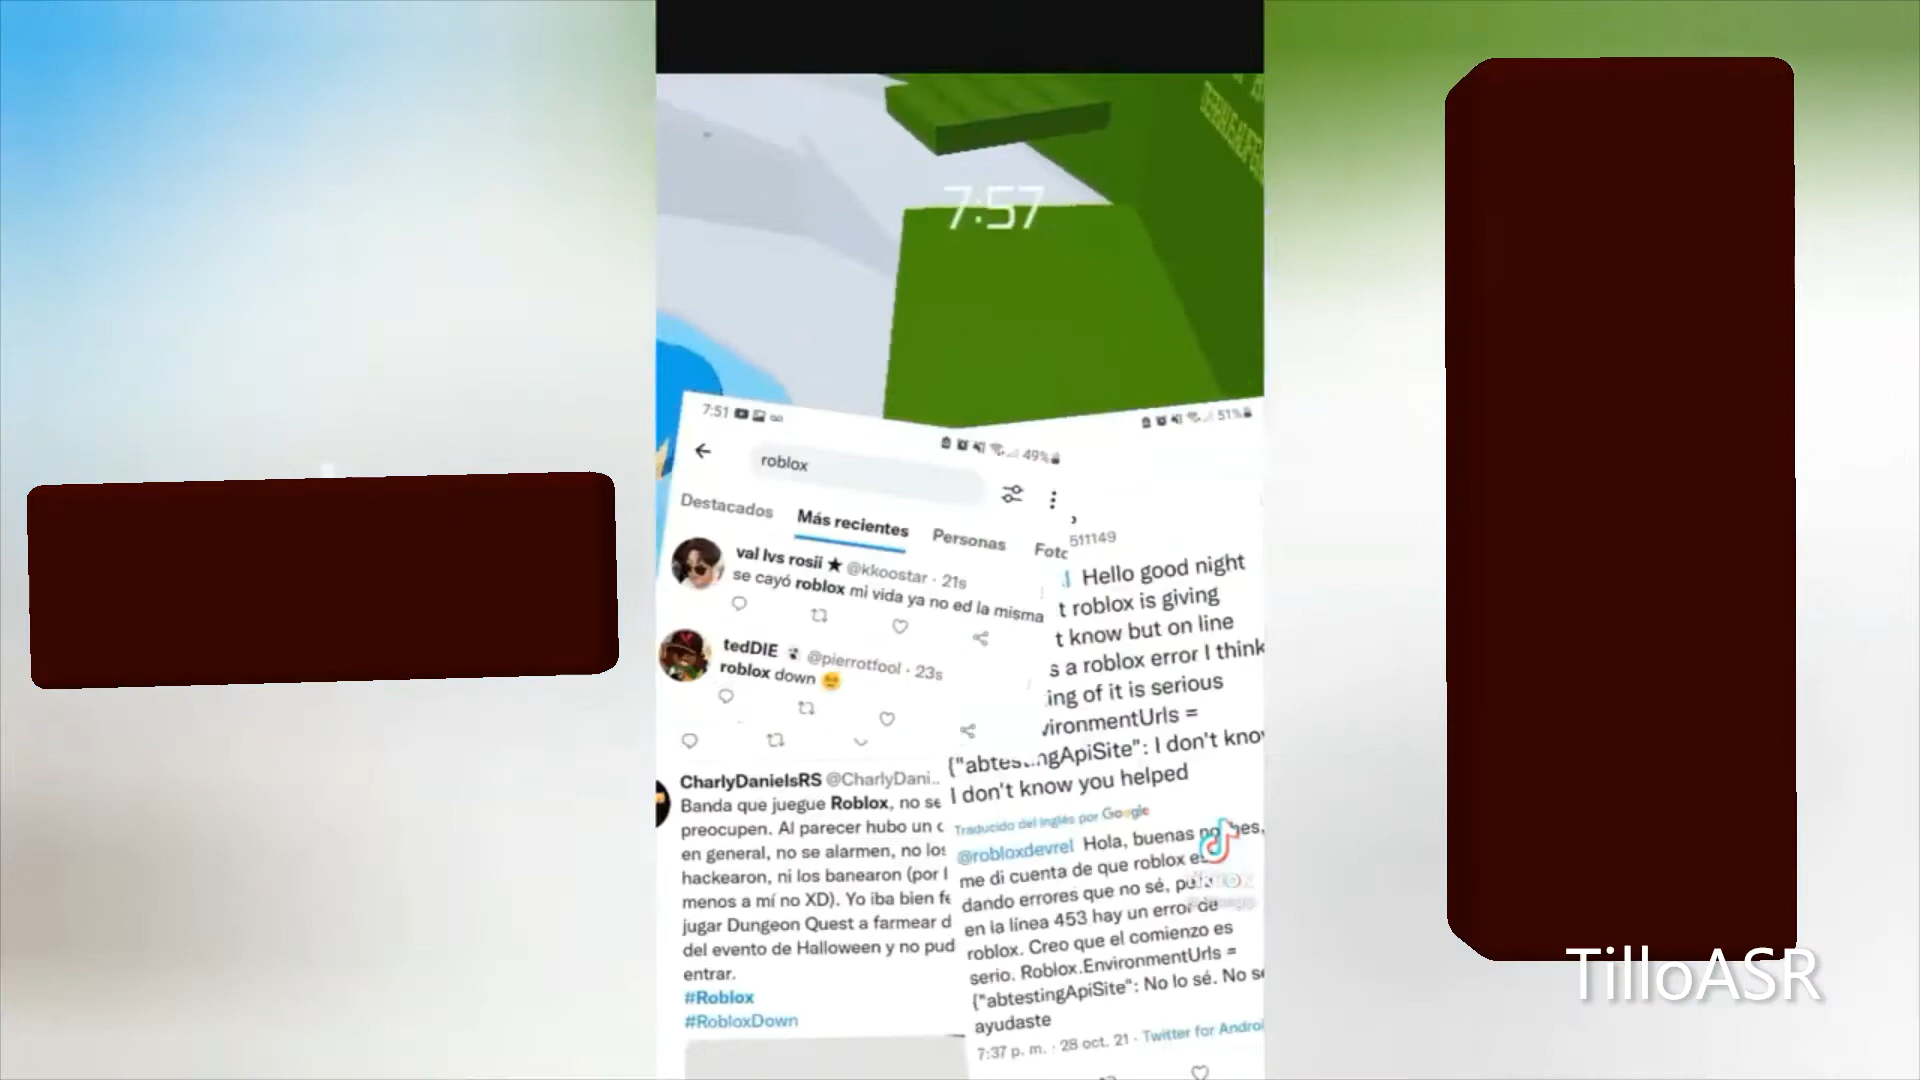 7:57
7:51
49%
51%
roblox
Destacados
Más recientes
Personas
Foto
val lvs rosii ★ @kkoostar · 21s
se cayó roblox mi vida ya no ed la misma
tedDIE @pierrotfool · 23s
roblox down
CharlyDanielsRS @CharlyDani..
Banda que juegue Roblox, no se
preocupen. Al parecer hubo un c
en general, no se alarmen, no los
hackearon, ni los banearon (por l
menos a mí no XD). Yo iba bien fe
jugar Dungeon Quest a farmear d
del evento de Halloween y no pud
entrar.
#Roblox
#RobloxDown
511149
Hello good night
t roblox is giving
t know but on line
s a roblox error I think
ing of it is serious
vironmentUrls =
ngApiSite": I don't know
I don't know you helped
Traducido del inglés por Google
@robloxdevrel Hola, buenas
me di cuenta de que roblox
dando errores que no sé,
en la línea 453 hay un error de
roblox. Creo que el comienzo es
serio. Roblox.EnvironmentUrls =
{"abtestingApiSite": No lo sé. No sé
ayudaste
7:37 p. m. · 28 oct. 21 · Twitter for Androi
TilloASR